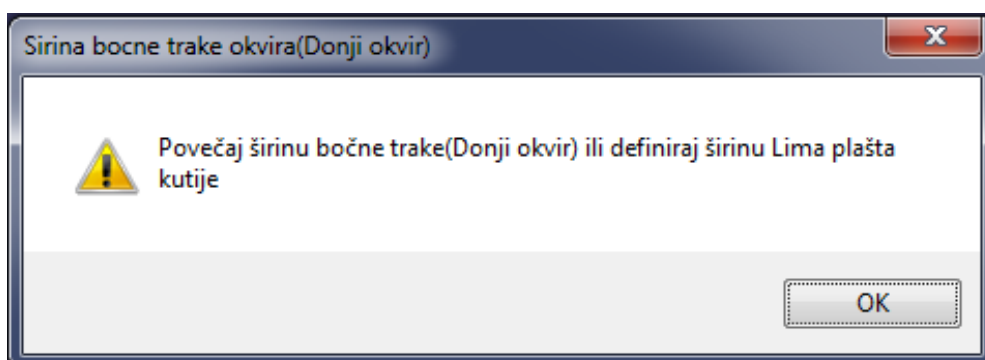 Sirina bocne trake okvira(Donji okvir)
Povečaj širinu bočne trake(Donji okvir) ili definiraj širinu Lima plašta
kutije
OK